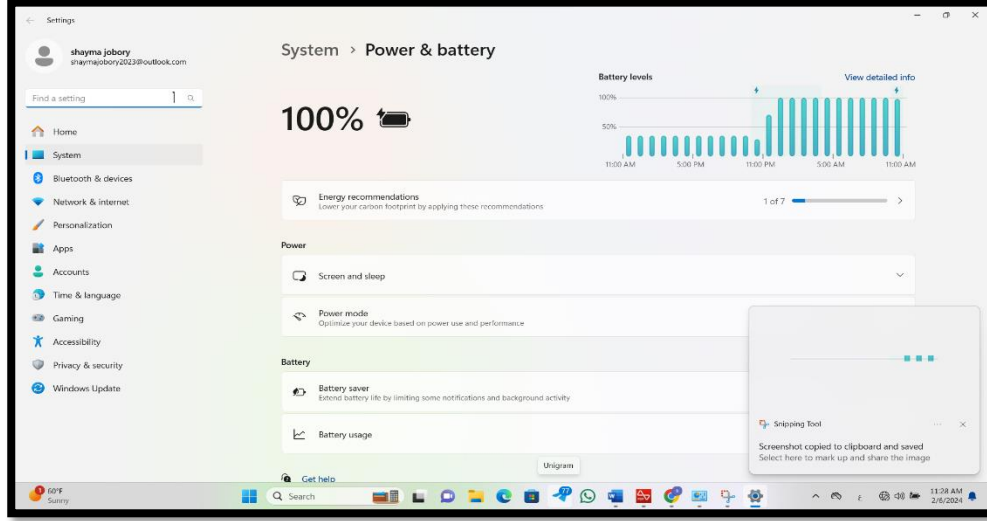 Settings
shayma jobory
shaymajobory2023@outlook.com
Find a setting
Home
System
Bluetooth & devices
Network & internet
Personalization
Apps
Accounts
Time & language
Gaming
Accessibility
Privacy & security
Windows Update
System > Power & battery
100%
Battery levels
View detailed info
100%
50%
11:00 AM 5:00 PM 11:00 PM 5:00 AM 11:00 AM
Energy recommendations
Lower your carbon footprint by applying these recommendations
1 of 7
Power
Screen and sleep
Power mode
Optimize your device based on power use and performance
Battery
Battery saver
Extend battery life by limiting some notifications and background activity
Battery usage
Get help
Snipping Tool
Screenshot copied to clipboard and saved
Select here to mark up and share the image
Unigram
1
60°F
Sunny
Search
77
ع
11:28 AM
2/6/2024